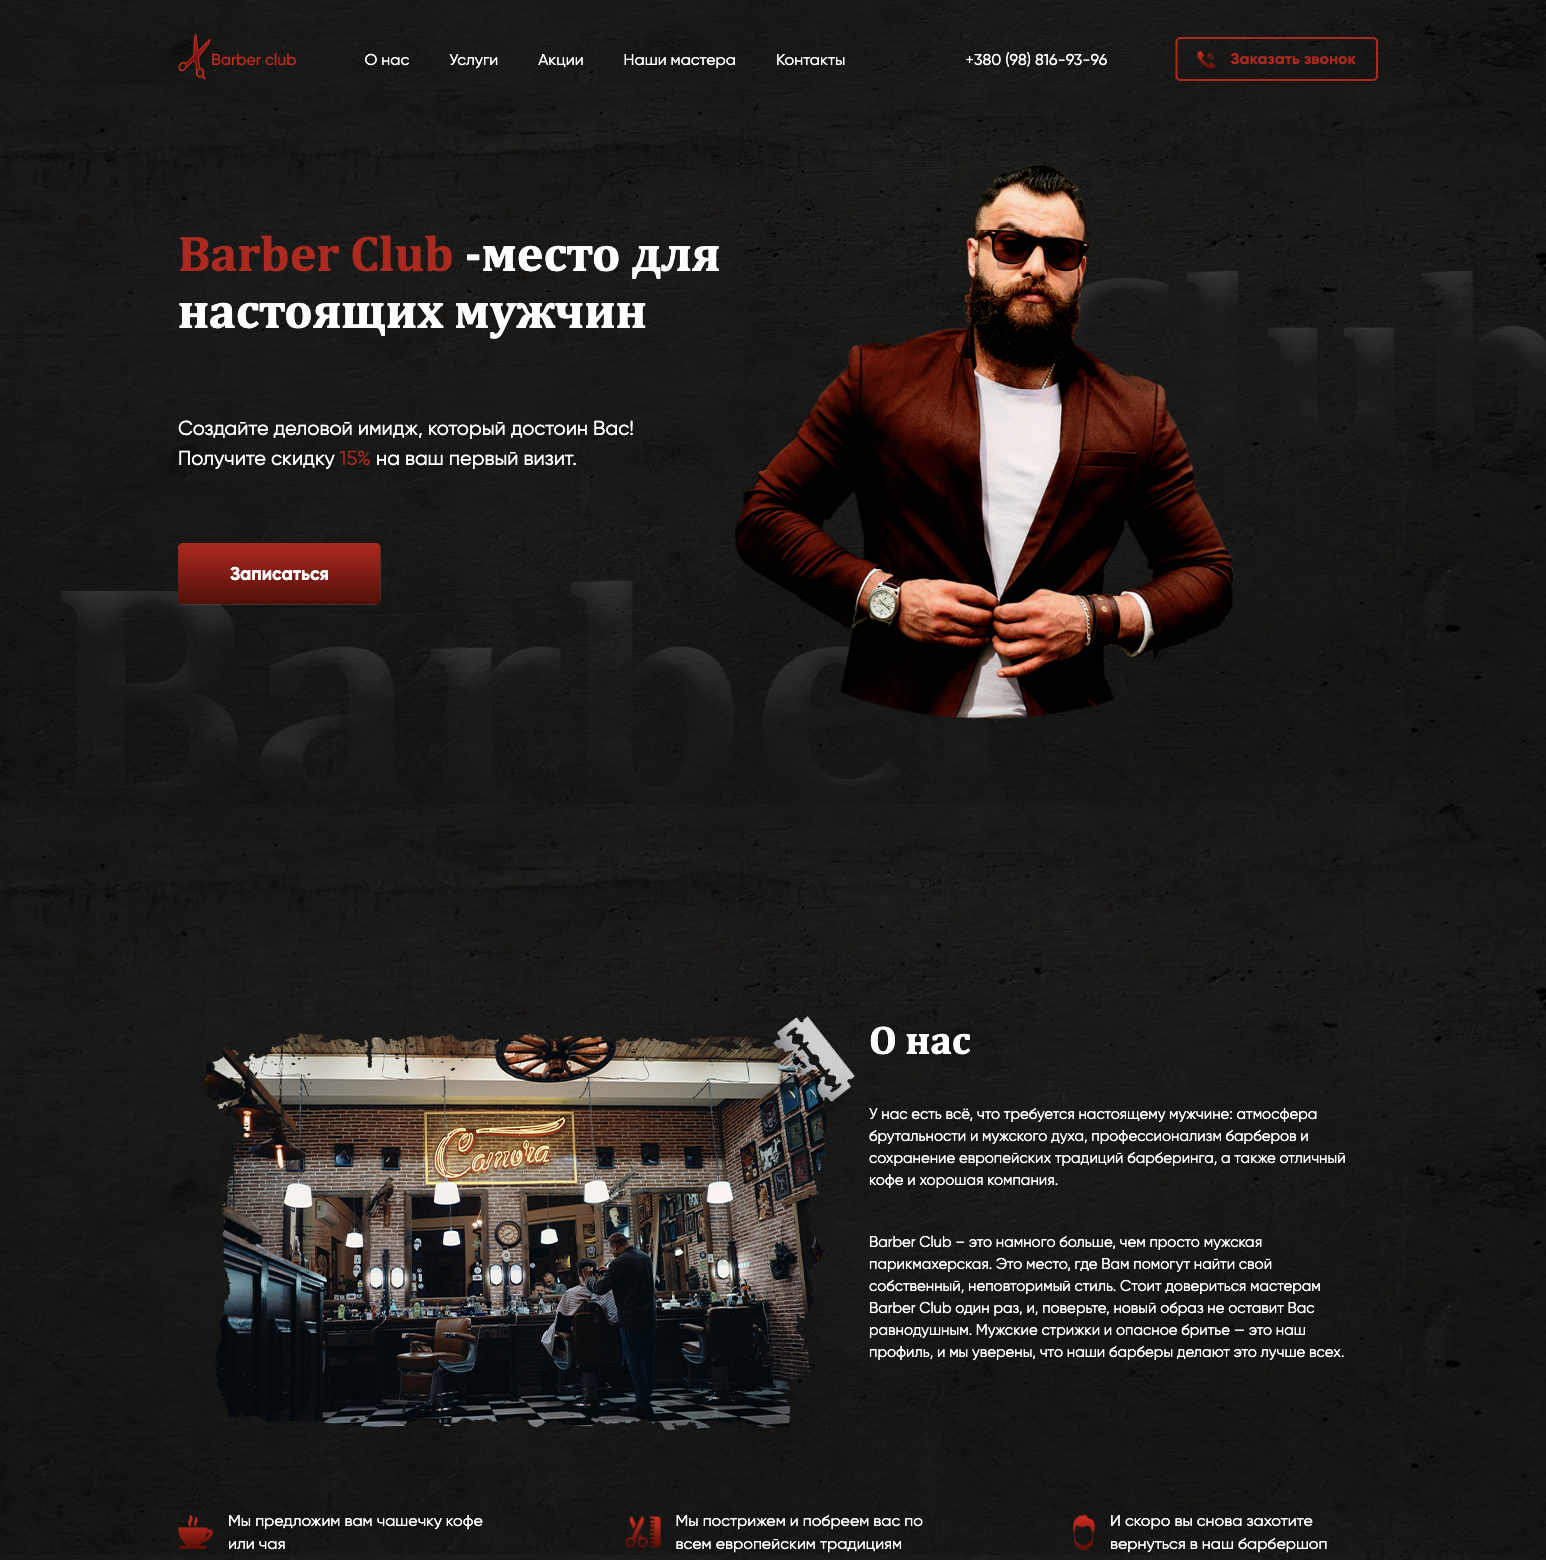 Barber club
О нас
Услуги
Акции
Наши мастера
Контакты
+380 (98) 816-93-96
Заказать звонок
Barber Club -место для
настоящих мужчин
Club
Создайте деловой имидж, который достоин Вас!
Получите скидку 15% на ваш первый визит.
Записаться
Barber
О нас
Camorra
У нас есть всё, что требуется настоящему мужчине: атмосфера
брутальности и мужского духа, профессионализм барберов и
сохранение европейских традиций барберинга, а также отличный
кофе и хорошая компания.
Barber Club – это намного больше, чем просто мужская
парикмахерская. Это место, где Вам помогут найти свой
собственный, неповторимый стиль. Стоит довериться мастерам
Barber Club один раз, и, поверьте, новый образ не оставит Вас
равнодушным. Мужские стрижки и опасное бритье — это наш
профиль, и мы уверены, что наши барберы делают это лучше всех.
Мы предложим вам чашечку кофе
или чая
Мы пострижем и побреем вас по
всем европейским традициям
И скоро вы снова захотите
вернуться в наш барбершоп